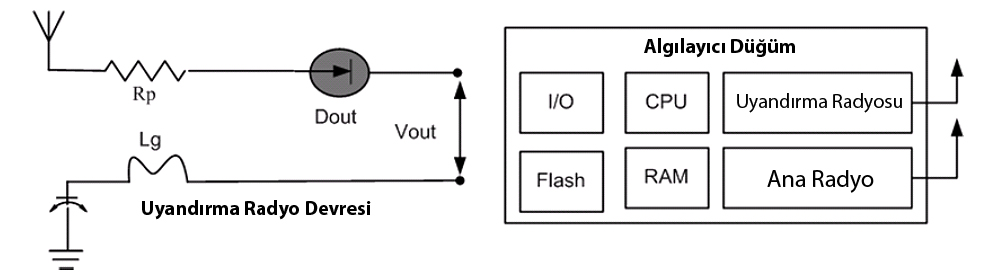 Rp
Dout
Vout
Lg
Uyandırma Radyo Devresi
Algılayıcı Düğüm
I/O
CPU
Uyandırma Radyosu
Flash
RAM
Ana Radyo